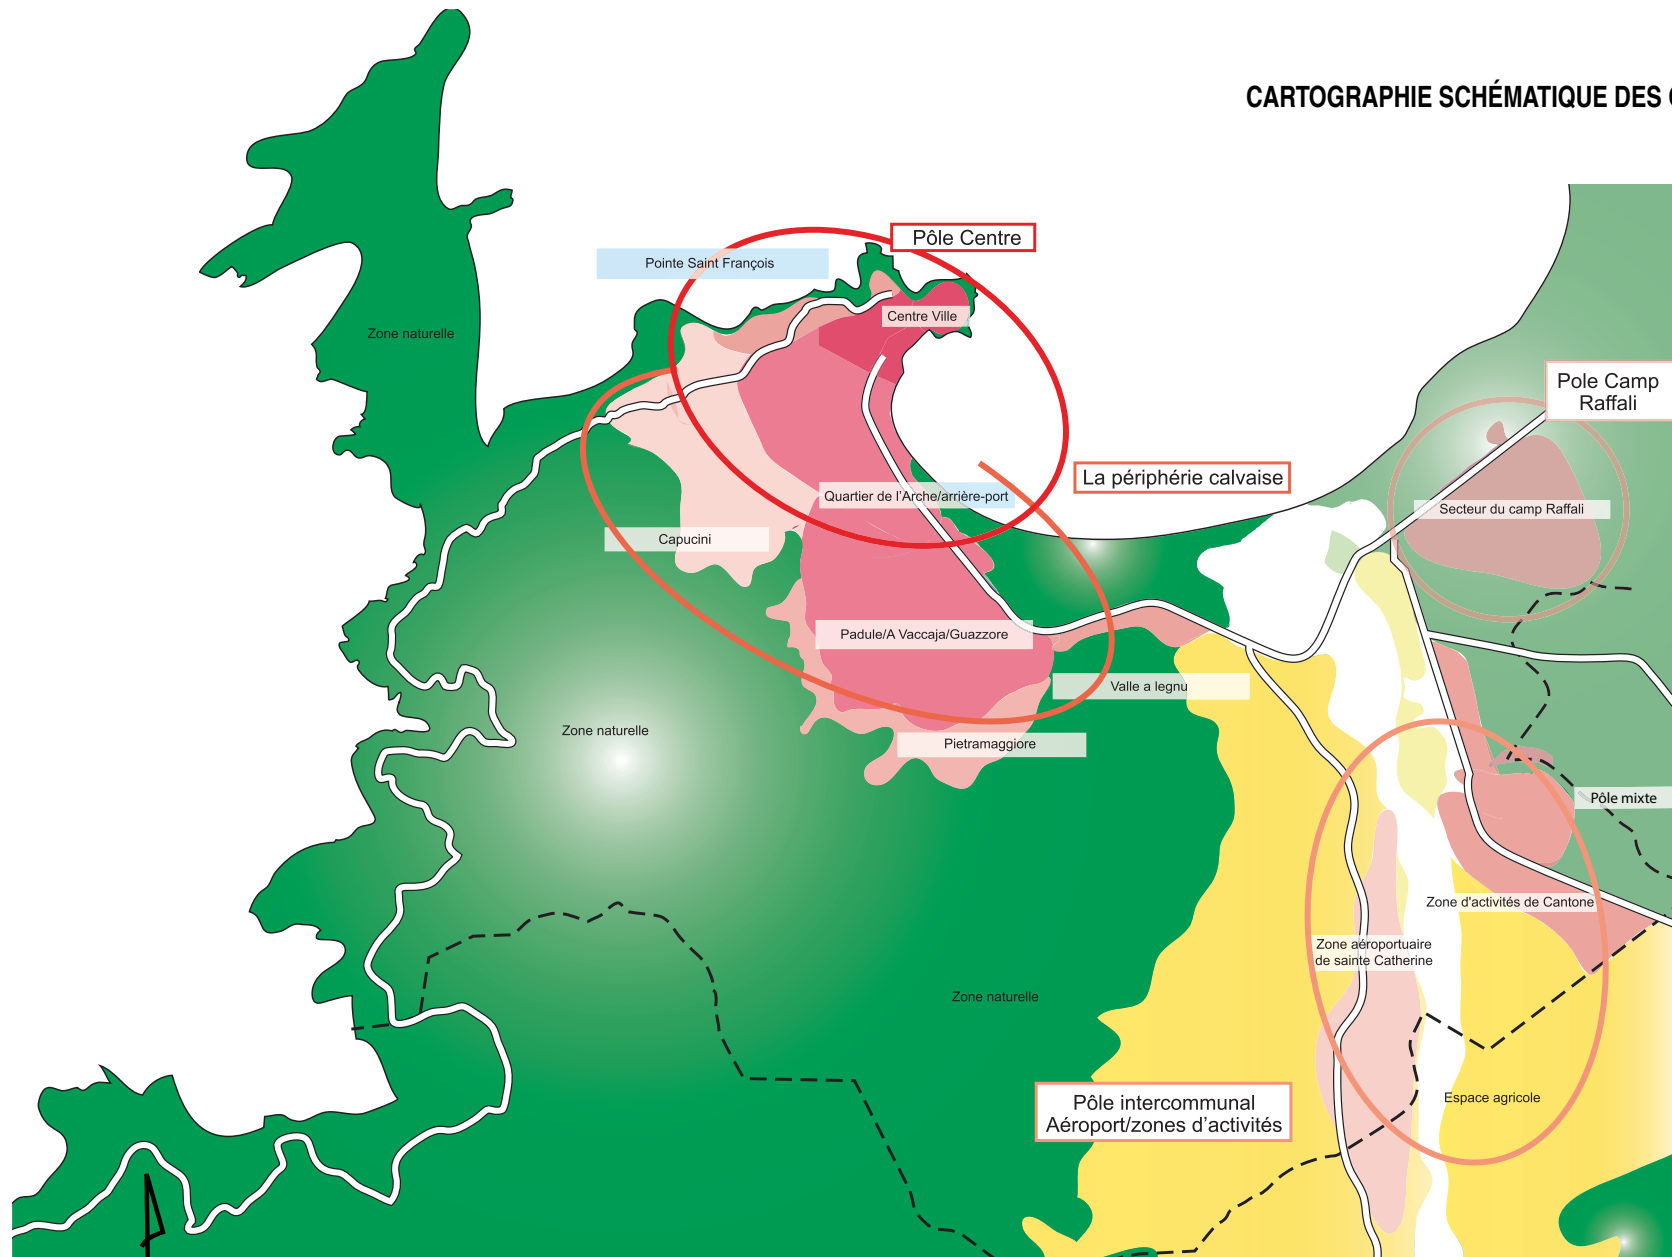 CARTOGRAPHIE SCHÉMATIQUE DES
Pôle Centre
Pointe Saint François
Centre Ville
Zone naturelle
Pole Camp
Raffali
La périphérie calvaise
Quartier de l'Arche/arrière-port
Secteur du camp Raffali
Capucini
Padule/A Vaccaja/Guazzore
Valle a legnu
Zone naturelle
Pietramaggiore
Pôle mixte
Zone d'activités de Cantone
Zone aéroportuaire
de sainte Catherine
Zone naturelle
Espace agricole
Pôle intercommunal
Aéroport/zones d’activités